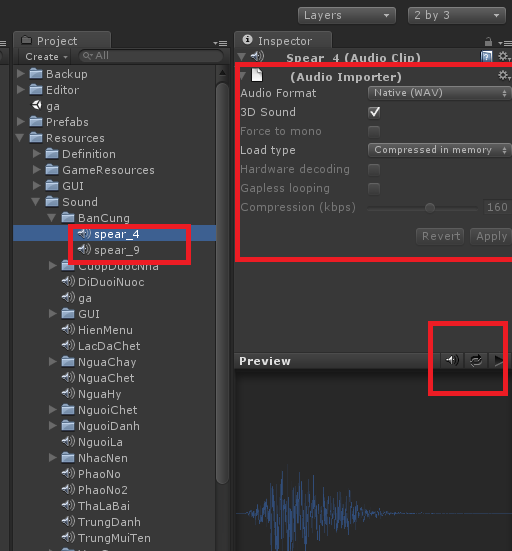 Layers
2 by 3
Project
Create
All
Backup
Editor
ga
Prefabs
Resources
Definition
GameResources
GUI
Sound
BanCung
spear_4
spear_9
CuopDuocNha
DiDuoiNuoc
ga
GUI
HienMenu
LacDaChet
NguaChay
NguaChet
NguaHy
NguoiChet
NguoiDanh
NguoiLa
NhacNen
PhaoNo
PhaoNo2
ThaLaBai
TrungDanh
TrungMuiTen
Inspector
Spear_4 (Audio Clip)
(Audio Importer)
Audio Format Native (WAV)
3D Sound
Force to mono
Load type Compressed in memory
Hardware decoding
Gapless looping
Compression (kbps) 160
Revert Apply
Preview